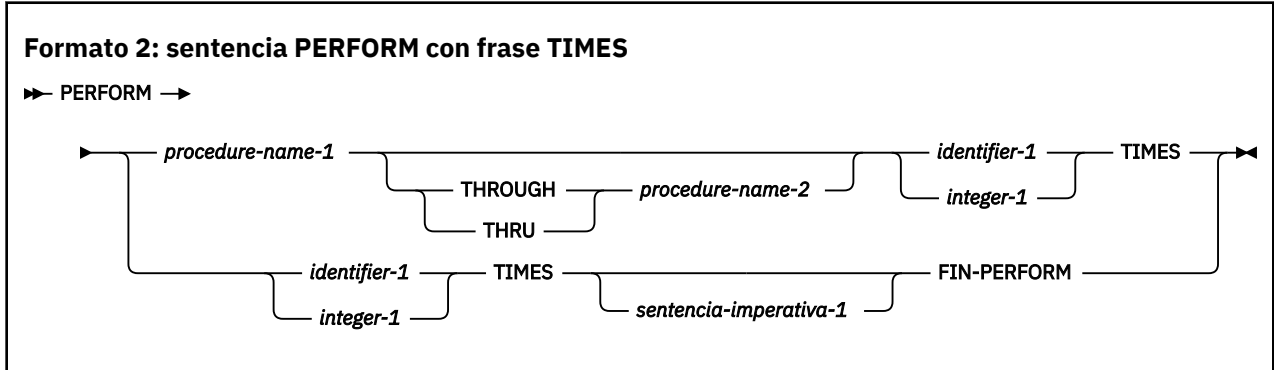 Formato 2: sentencia PERFORM con frase TIMES
PERFORM
procedure-name-1 identifier-1 TIMES
THROUGH procedure-name-2 integer-1
THRU
identifier-1 TIMES FIN-PERFORM
integer-1 sentencia-imperativa-1